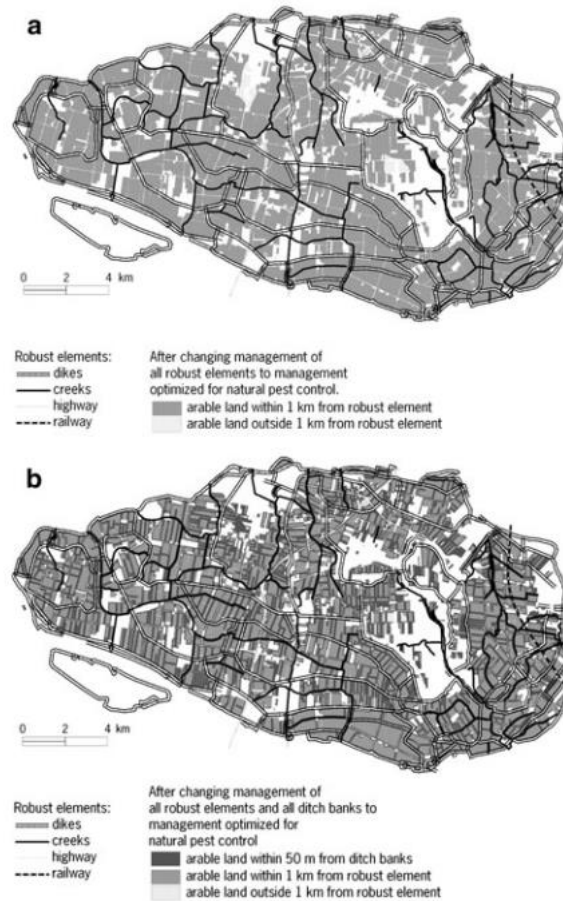 a
0 2 4 km
Robust elements:
dikes
creeks
highway
railway
After changing management of
all robust elements to management
optimized for natural pest control.
arable land within 1 km from robust element
arable land outside 1 km from robust element
b
0 2 4 km
Robust elements:
dikes
creeks
highway
railway
After changing management of
all robust elements and all ditch banks to
management optimized for
natural pest control
arable land within 50 m from ditch banks
arable land within 1 km from robust element
arable land outside 1 km from robust element